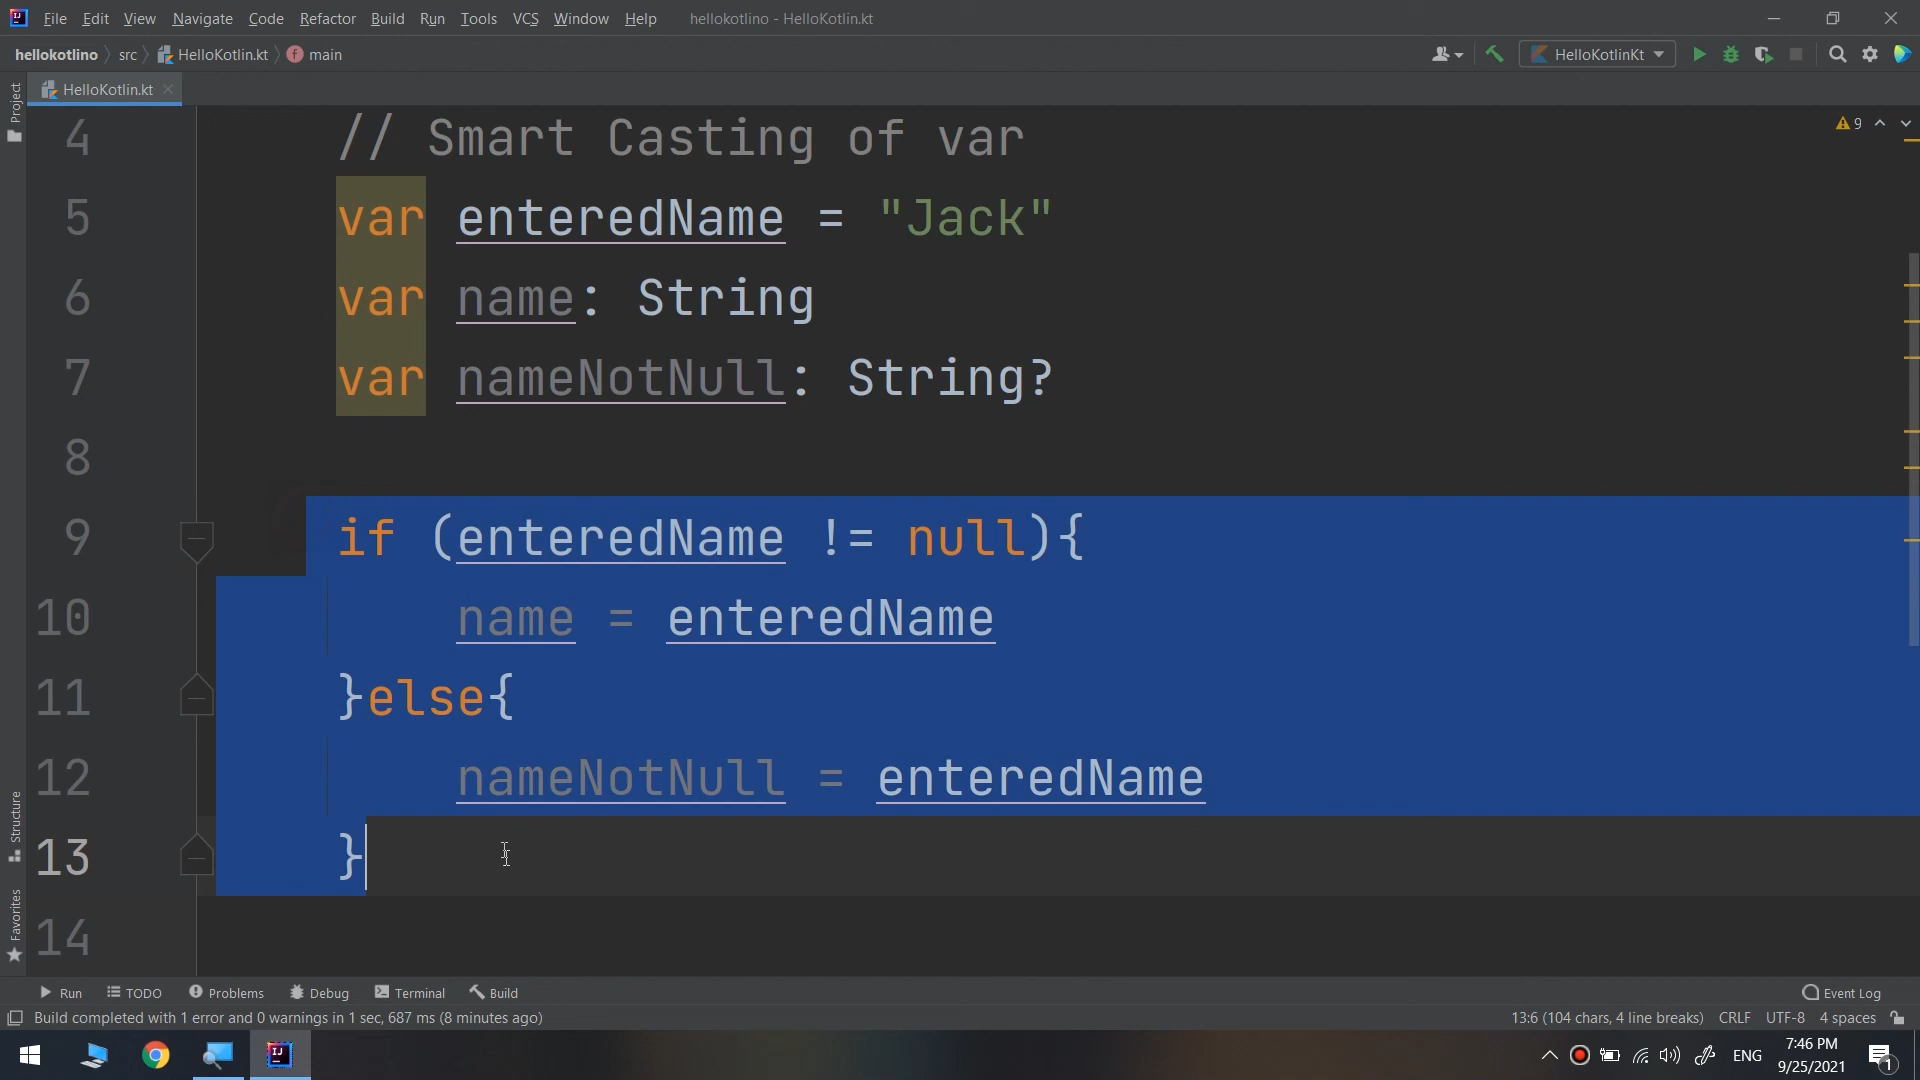 File Edit View Navigate Code Refactor Build Run Tools VCS Window Help hellokotlino - HelloKotlin.kt
hellokotlino src HelloKotlin.kt main HelloKotlinKt
Project HelloKotlin.kt
4 // Smart Casting of var 9
5 var enteredName = "Jack"
6 var name: String
7 var nameNotNull: String?
8
9 if (enteredName != null){
10 name = enteredName
11 }else{
12 nameNotNull = enteredName
13 }
14
Structure
Favorites
Run TODO Problems Debug Terminal Build Event Log
Build completed with 1 error and 0 warnings in 1 sec, 687 ms (8 minutes ago) 13:6 (104 chars, 4 line breaks) CRLF UTF-8 4 spaces
ENG 7:46 PM
9/25/2021 1